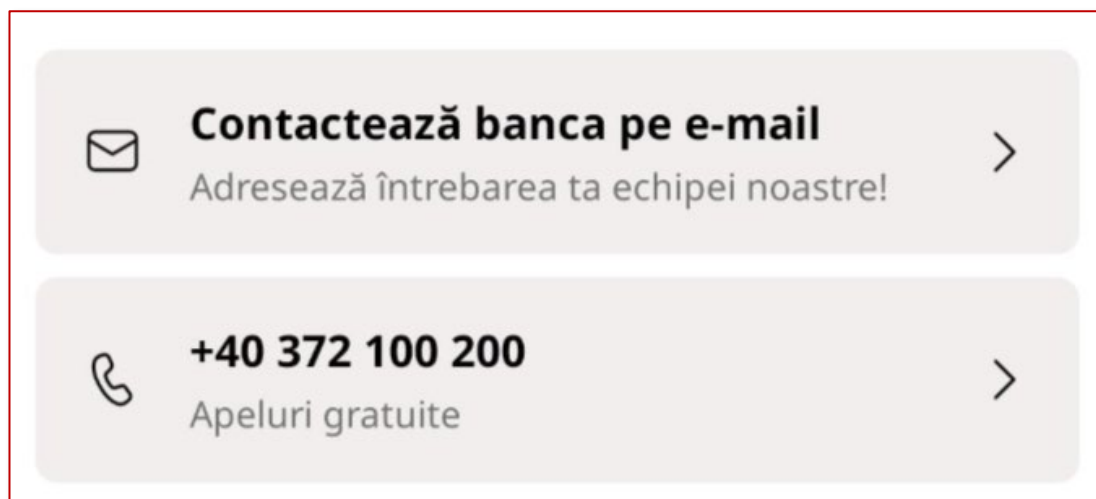 Contactează banca pe e-mail
Adresează întrebarea ta echipei noastre!
+40 372 100 200
Apeluri gratuite